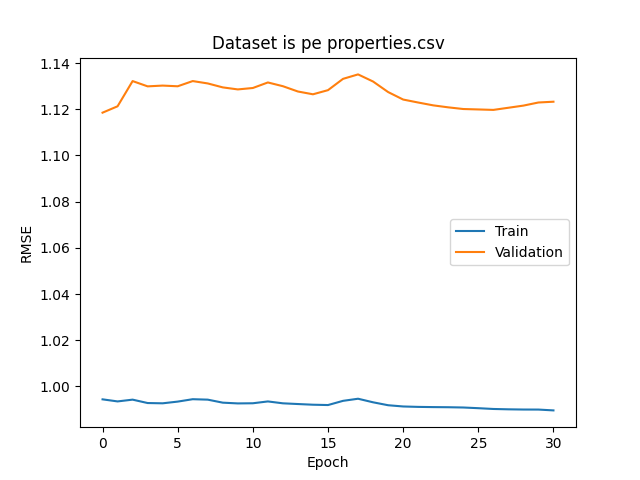 Dataset is pe properties.csv
1.14
1.12
1.10
1.08
1.06
1.04
1.02
1.00
RMSE
Train
Validation
0 5 10 15 20 25 30
Epoch